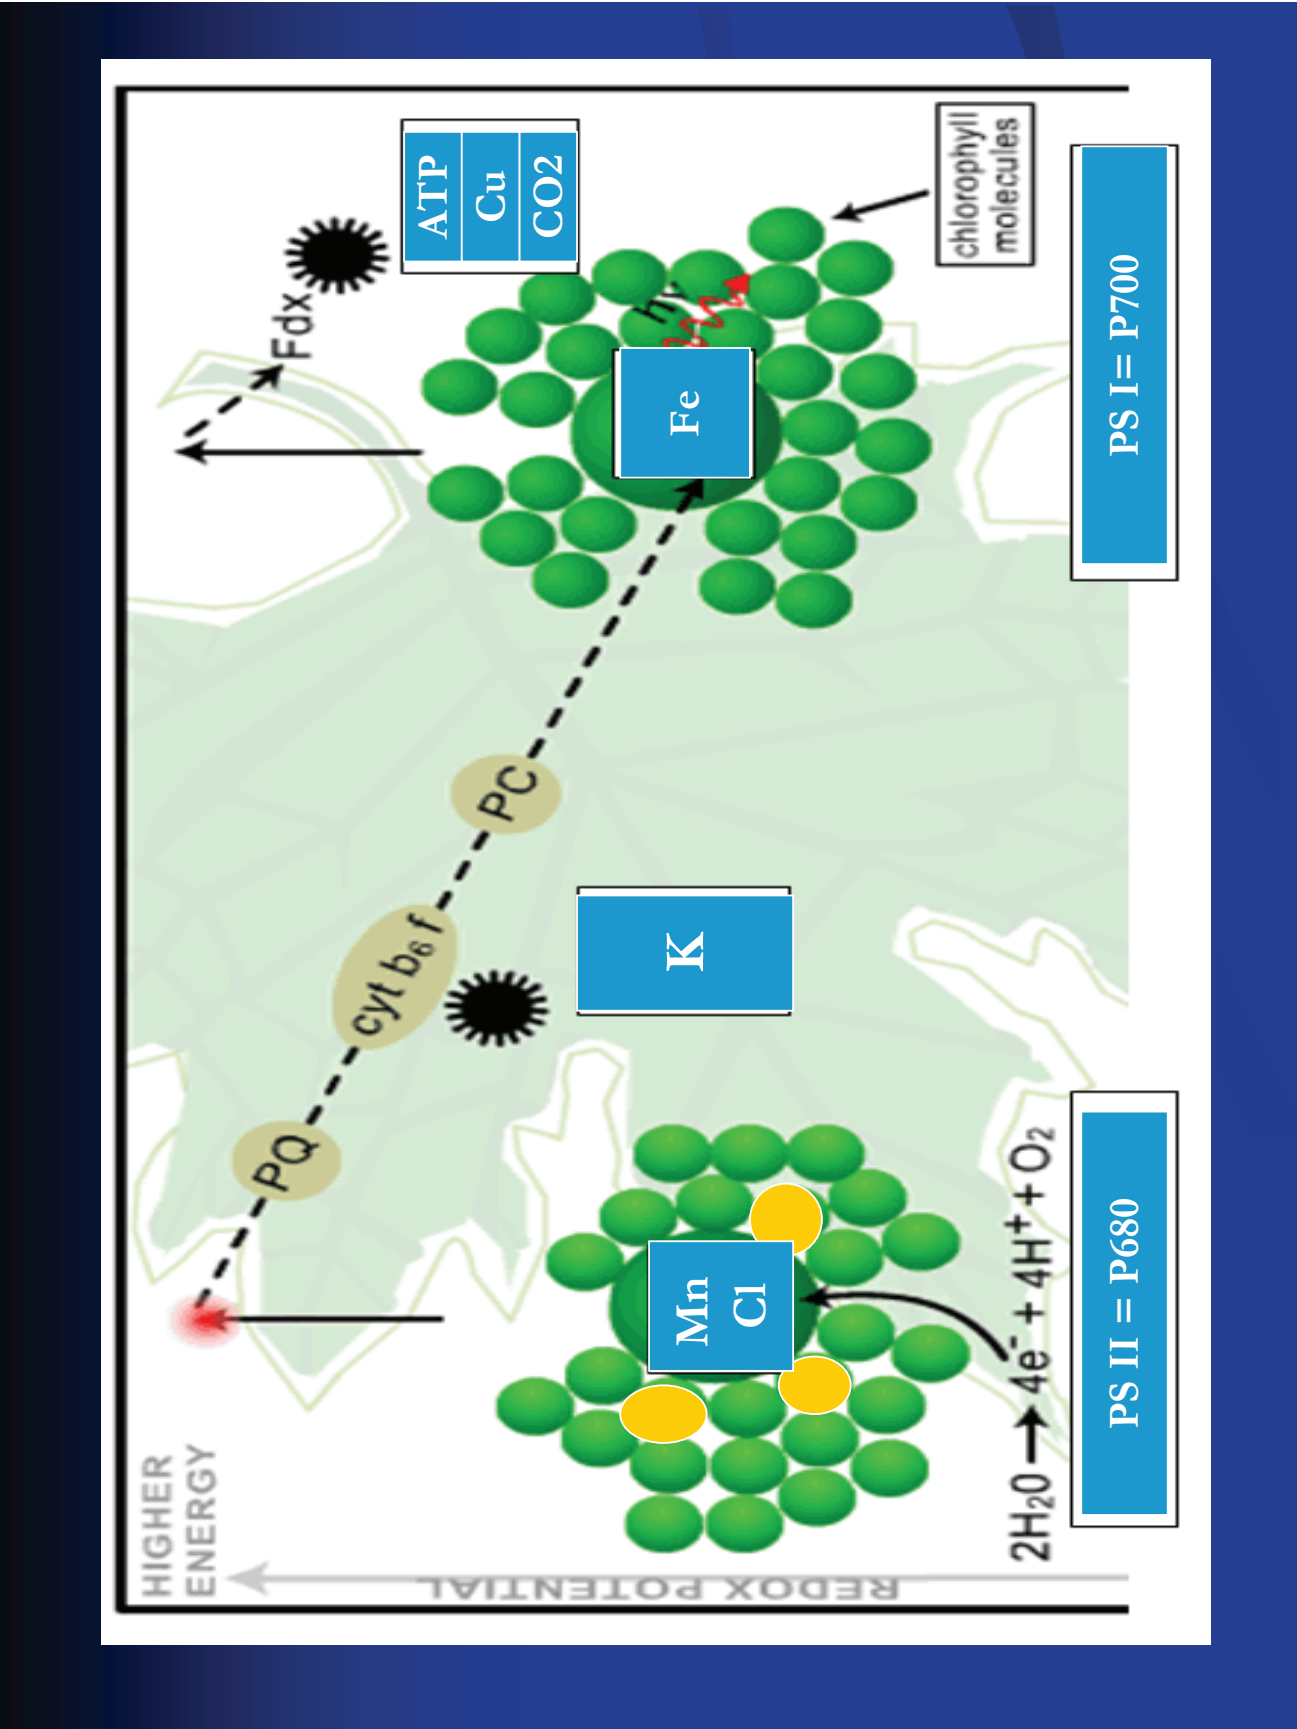 HIGHER
ENERGY
REDOX POTENTIAL
PQ
cyt b₆ f
PC
Fdx
ATP
Cu
CO2
hγ
Fe
K
Mn
Cl
chlorophyll
molecules
2H₂0 → 4e⁻ + 4H⁺ + O₂
PS II = P680
PS I= P700